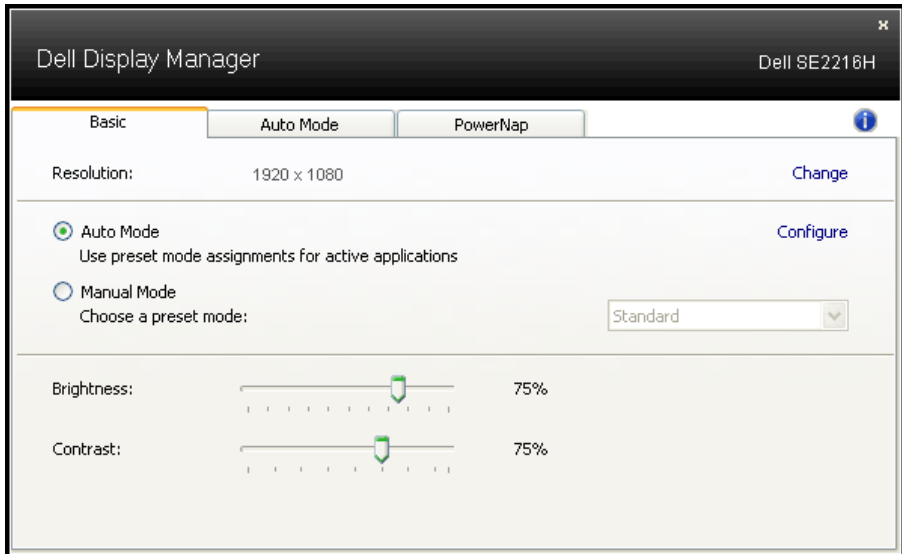 x
Dell Display Manager
Dell SE2216H
Basic Auto Mode PowerNap i
Resolution: 1920 x 1080 Change
Auto Mode Configure
Use preset mode assignments for active applications
Manual Mode
Choose a preset mode: Standard
Brightness: 75%
Contrast: 75%